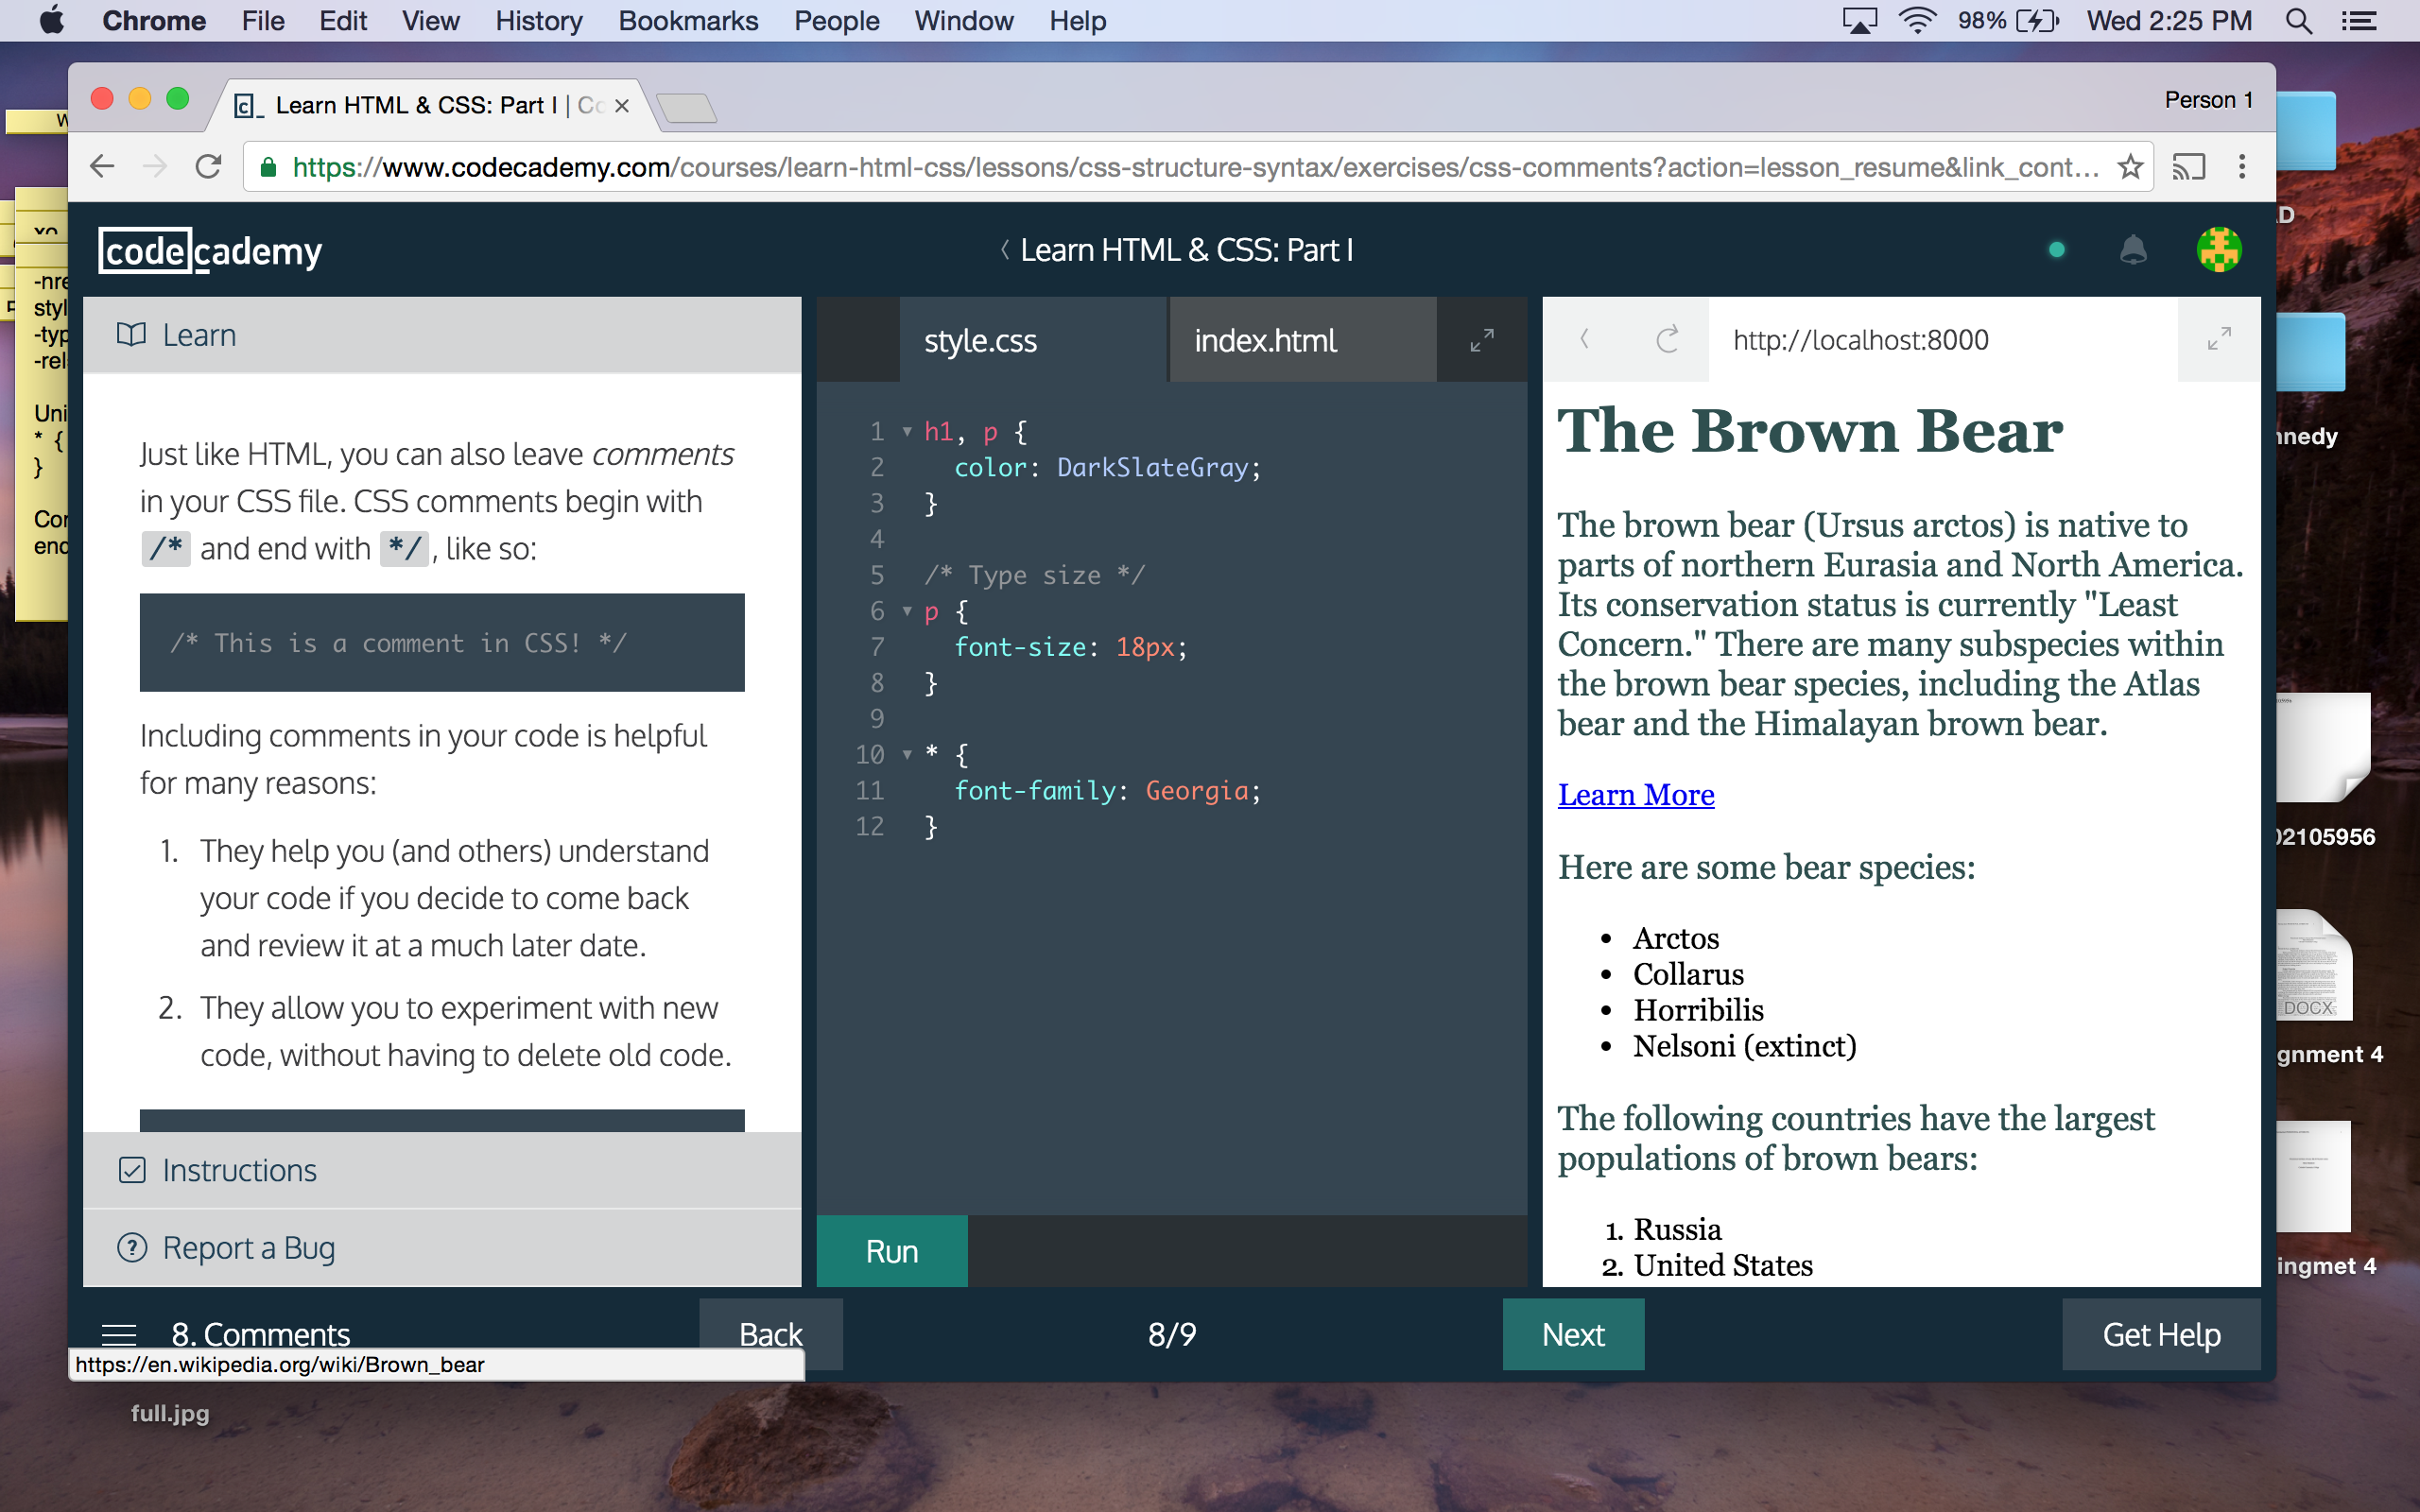 Chrome File Edit View History Bookmarks People Window Help 98% Wed 2:25 PM
Learn HTML & CSS: Part I | Co
Person 1
https://www.codecademy.com/courses/learn-html-css/lessons/css-structure-syntax/exercises/css-comments?action=lesson_resume&link_cont...
codecademy
Learn HTML & CSS: Part I
Learn
Just like HTML, you can also leave comments
in your CSS file. CSS comments begin with
/* and end with */, like so:
/* This is a comment in CSS! */
Including comments in your code is helpful
for many reasons:
1. They help you (and others) understand
your code if you decide to come back
and review it at a much later date.
2. They allow you to experiment with new
code, without having to delete old code.
Instructions
Report a Bug
style.css index.html
1 h1, p {
2 color: DarkSlateGray;
3 }
4
5 /* Type size */
6 p {
7 font-size: 18px;
8 }
9
10 * {
11 font-family: Georgia;
12 }
Run
http://localhost:8000
The Brown Bear
The brown bear (Ursus arctos) is native to
parts of northern Eurasia and North America.
Its conservation status is currently "Least
Concern." There are many subspecies within
the brown bear species, including the Atlas
bear and the Himalayan brown bear.
Learn More
Here are some bear species:
• Arctos
• Collarus
• Horribilis
• Nelsoni (extinct)
The following countries have the largest
populations of brown bears:
1. Russia
2. United States
8. Comments
Back
8/9
Next
Get Help
https://en.wikipedia.org/wiki/Brown_bear
full.jpg
-nre
styl
-typ
-rel
Uni
* {
}
Cor
end
nnedy
02105956
DOCX
gnment 4
ingmet 4